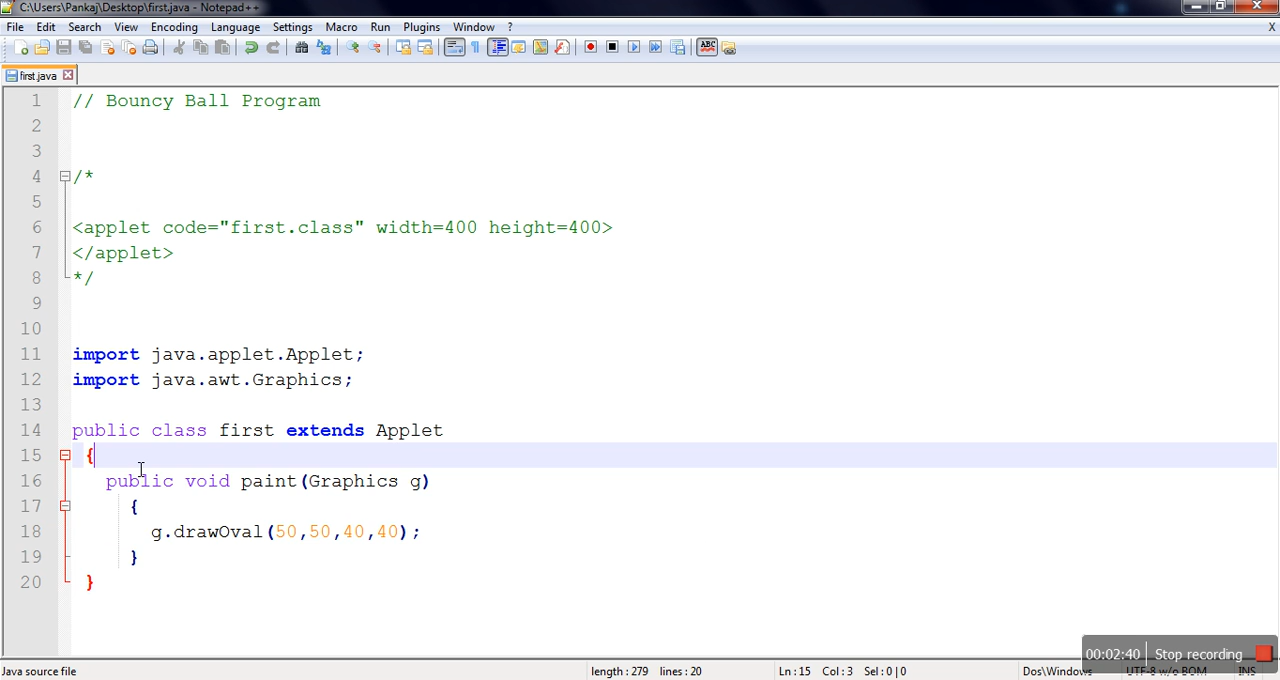 C:\Users\Pankaj\Desktop\first.java - Notepad++
File Edit Search View Encoding Language Settings Macro Run Plugins Window ? X
ABC
first.java
1 // Bouncy Ball Program
2
3
4 /*
5
6 <applet code="first.class" width=400 height=400>
7 </applet>
8 */
9
10
11 import java.applet.Applet;
12 import java.awt.Graphics;
13
14 public class first extends Applet
15 {
16 public void paint(Graphics g)
17 {
18 g.drawOval(50,50,40,40);
19 }
20 }
00:02:40 Stop recording
Java source file length : 279 lines : 20 Ln : 15 Col : 3 Sel : 0 | 0 Dos\Windows UTF-8 w/o BOM INS